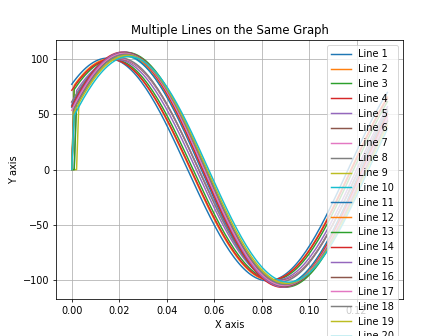 Multiple Lines on the Same Graph
Y axis
100
50
0
−50
−100
0.00
0.02
0.04
0.06
0.08
0.10
X axis
Line 1
Line 2
Line 3
Line 4
Line 5
Line 6
Line 7
Line 8
Line 9
Line 10
Line 11
Line 12
Line 13
Line 14
Line 15
Line 16
Line 17
Line 18
Line 19
Line 20